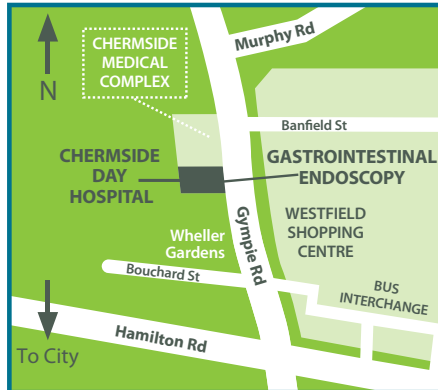 N
CHERMSIDE
MEDICAL
COMPLEX
Murphy Rd
Banfield St
CHERMSIDE
DAY
HOSPITAL
GASTROINTESTINAL
ENDOSCOPY
Gympie Rd
WESTFIELD
SHOPPING
CENTRE
Wheller
Gardens
Bouchard St
BUS
INTERCHANGE
Hamilton Rd
To City